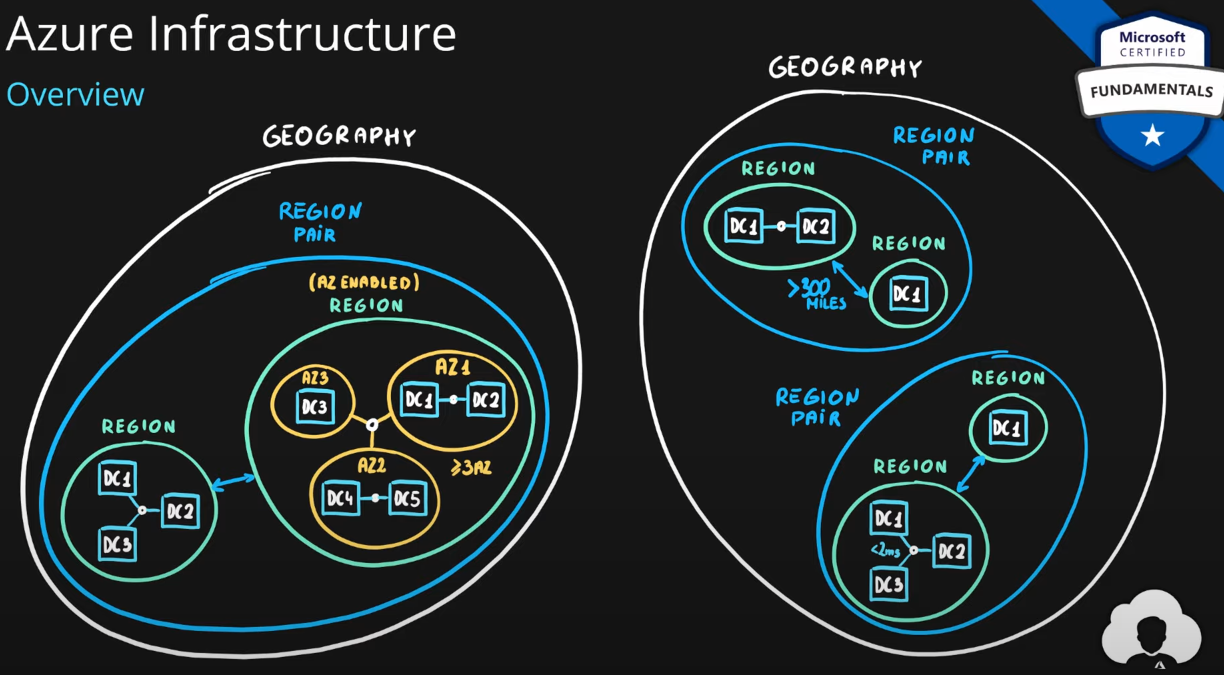 Azure Infrastructure
Overview
Microsoft
CERTIFIED
FUNDAMENTALS
GEOGRAPHY
REGION
PAIR
(AZ ENABLED)
REGION
AZ3
DC3
AZ1
DC1
DC2
AZ2
DC4
DC5
≥3AZ
REGION
DC1
DC2
DC3
GEOGRAPHY
REGION
PAIR
REGION
DC1
DC2
REGION
DC1
>300
MILES
REGION
PAIR
REGION
DC1
REGION
DC1
<2ms
DC2
DC3